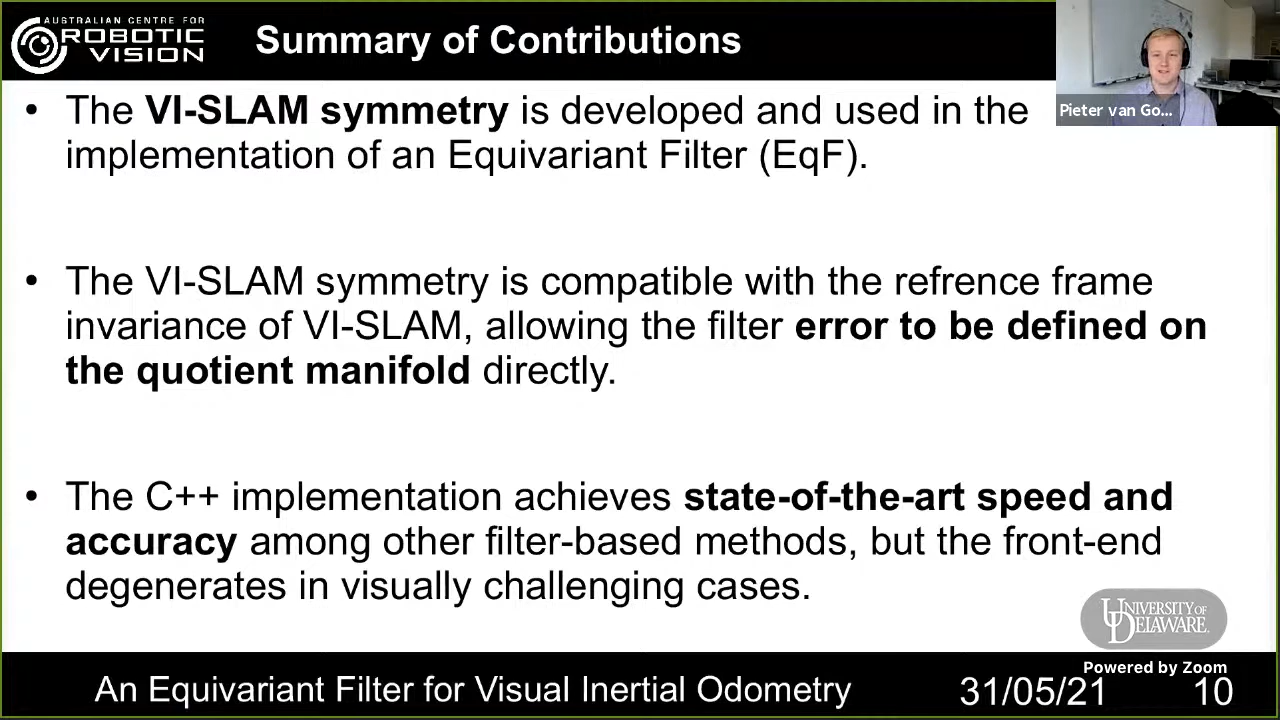 AUSTRALIAN CENTRE FOR
ROBOTIC
VISION
Summary of Contributions
Pieter van Go...
• The VI-SLAM symmetry is developed and used in the
implementation of an Equivariant Filter (EqF).
• The VI-SLAM symmetry is compatible with the refrence frame
invariance of VI-SLAM, allowing the filter error to be defined on
the quotient manifold directly.
• The C++ implementation achieves state-of-the-art speed and
accuracy among other filter-based methods, but the front-end
degenerates in visually challenging cases.
UNIVERSITY OF
DELAWARE.
Powered by Zoom
An Equivariant Filter for Visual Inertial Odometry
31/05/21
10